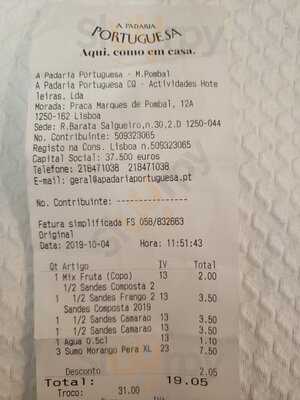 A PADARIA
PORTUGUESA
Aqui, como em casa.
A Padaria Portuguesa - M.Pombal
A Padaria Portuguesa CQ - Actividades Hote
leiras, Lda
Morada: Praca Marques de Pombal, 12A
1250-162 Lisboa
Sede: R.Barata Salgueiro,n.30,2.D 1250-044
No. Contribuinte: 509323065
Registo na Cons. Lisboa n.509323065
Capital Social: 37.500 euros
Telefone: 218471038 218471038
E-mail: geral@apadariaportuguesa.pt
No. Contribuinte: ----------------
Fatura simplificada FS 058/832663
Original
Data: 2019-10-04 Hora: 11:51:43
Qt Artigo IV Total
1 Mix Fruta (Copo) 13 2.00
1/2 Sandes Composta 2
1 1/2 Sandes Frango 2 13 3.50
Sandes Composta 2019
1 1/2 Sandes Camarao 13 3.50
1 1/2 Sandes Camarao 13 3.50
1 Agua 0.5cl 13 1.10
3 Sumo Morango Pera XL 23 7.50
Desconto 2.05
Total: 19.05
Troco: 31.00